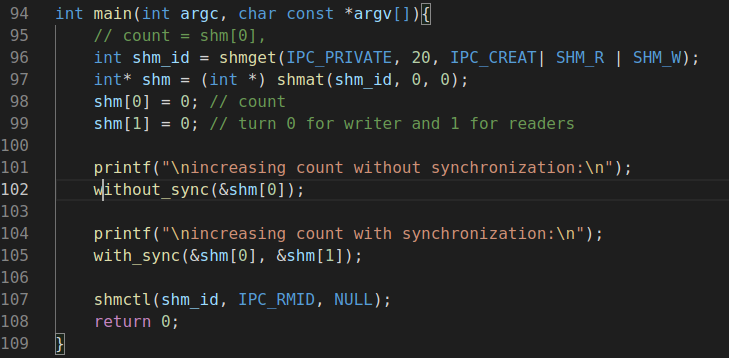 94 int main(int argc, char const *argv[]){
95     // count = shm[0],
96     int shm_id = shmget(IPC_PRIVATE, 20, IPC_CREAT| SHM_R | SHM_W);
97     int* shm = (int *) shmat(shm_id, 0, 0);
98     shm[0] = 0; // count
99     shm[1] = 0; // turn 0 for writer and 1 for readers
100
101     printf("\nincreasing count without synchronization:\n");
102     without_sync(&shm[0]);
103
104     printf("\nincreasing count with synchronization:\n");
105     with_sync(&shm[0], &shm[1]);
106
107     shmctl(shm_id, IPC_RMID, NULL);
108     return 0;
109 }